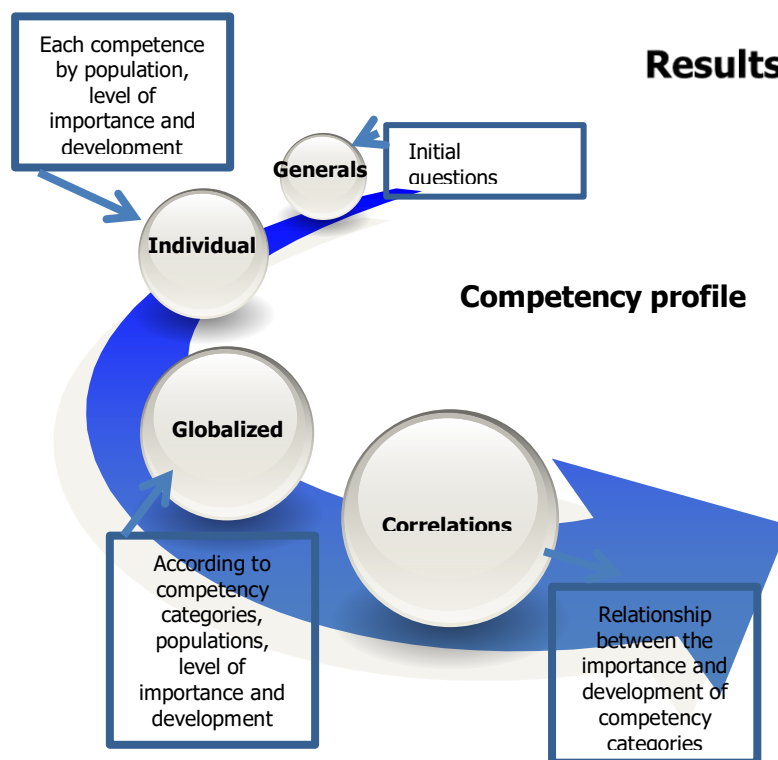 Results
Each competence
by population,
level of
importance and
development
Generals
Initial
questions
Individual
Competency profile
Globalized
Correlations
According to
competency
categories,
populations,
level of
importance and
development
Relationship
between the
importance and
development of
competency
categories